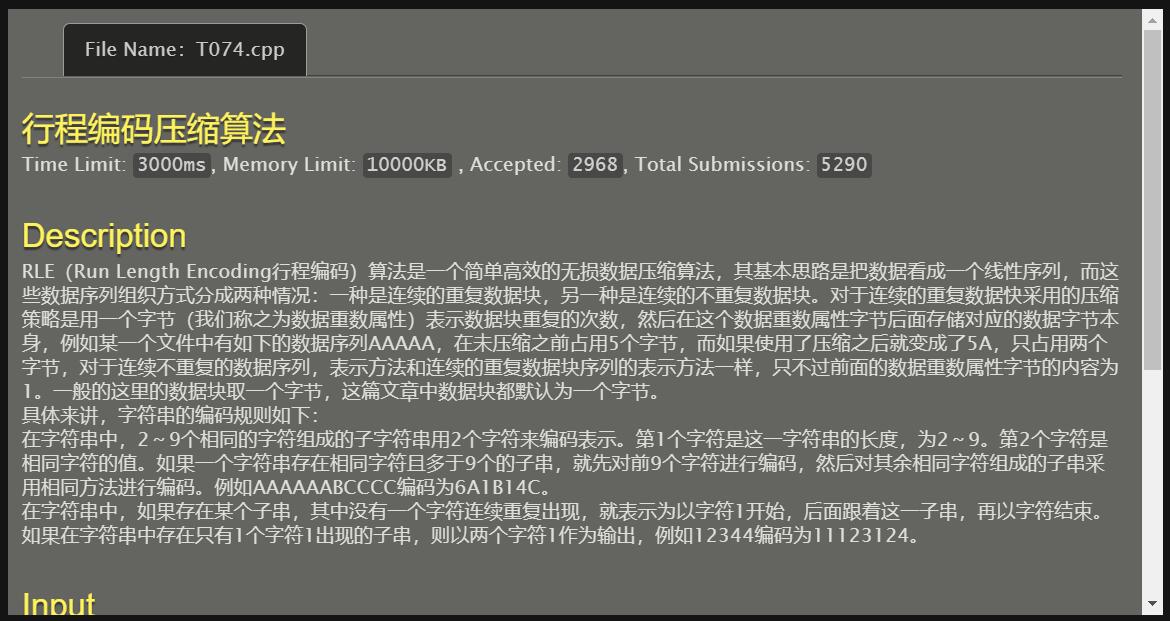 File Name：T074.cpp
行程编码压缩算法
Time Limit: 3000ms, Memory Limit: 10000KB , Accepted: 2968, Total Submissions: 5290
Description
RLE（Run Length Encoding行程编码）算法是一个简单高效的无损数据压缩算法，其基本思路是把数据看成一个线性序列，而这
些数据序列组织方式分成两种情况：一种是连续的重复数据块，另一种是连续的不重复数据块。对于连续的重复数据快采用的压缩
策略是用一个字节（我们称之为数据重数属性）表示数据块重复的次数，然后在这个数据重数属性字节后面存储对应的数据字节本
身，例如某一个文件中有如下的数据序列AAAAA，在未压缩之前占用5个字节，而如果使用了压缩之后就变成了5A，只占用两个
字节，对于连续不重复的数据序列，表示方法和连续的重复数据块序列的表示方法一样，只不过前面的数据重数属性字节的内容为
1。一般的这里的数据块取一个字节，这篇文章中数据块都默认为一个字节。
具体来讲，字符串的编码规则如下：
在字符串中，2～9个相同的字符组成的子字符串用2个字符来编码表示。第1个字符是这一字符串的长度，为2～9。第2个字符是
相同字符的值。如果一个字符串存在相同字符且多于9个的子串，就先对前9个字符进行编码，然后对其余相同字符组成的子串采
用相同方法进行编码。例如AAAAAABCCCC编码为6A1B14C。
在字符串中，如果存在某个子串，其中没有一个字符连续重复出现，就表示为以字符1开始，后面跟着这一子串，再以字符结束。
如果在字符串中存在只有1个字符1出现的子串，则以两个字符1作为输出，例如12344编码为11123124。
Input